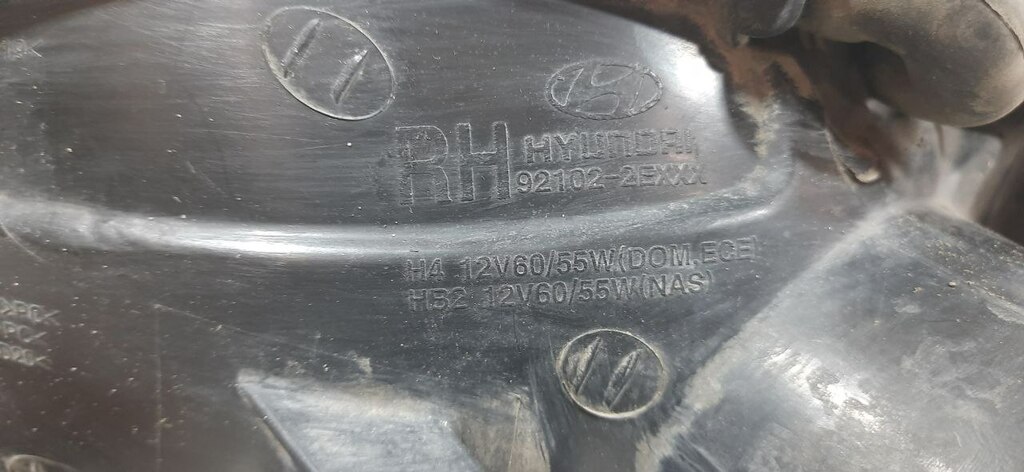 RH
HYUNDAI
92102-2EXXX
H4 12V60/55W(DOM.ECE)
HB2 12V60/55W(NAS)